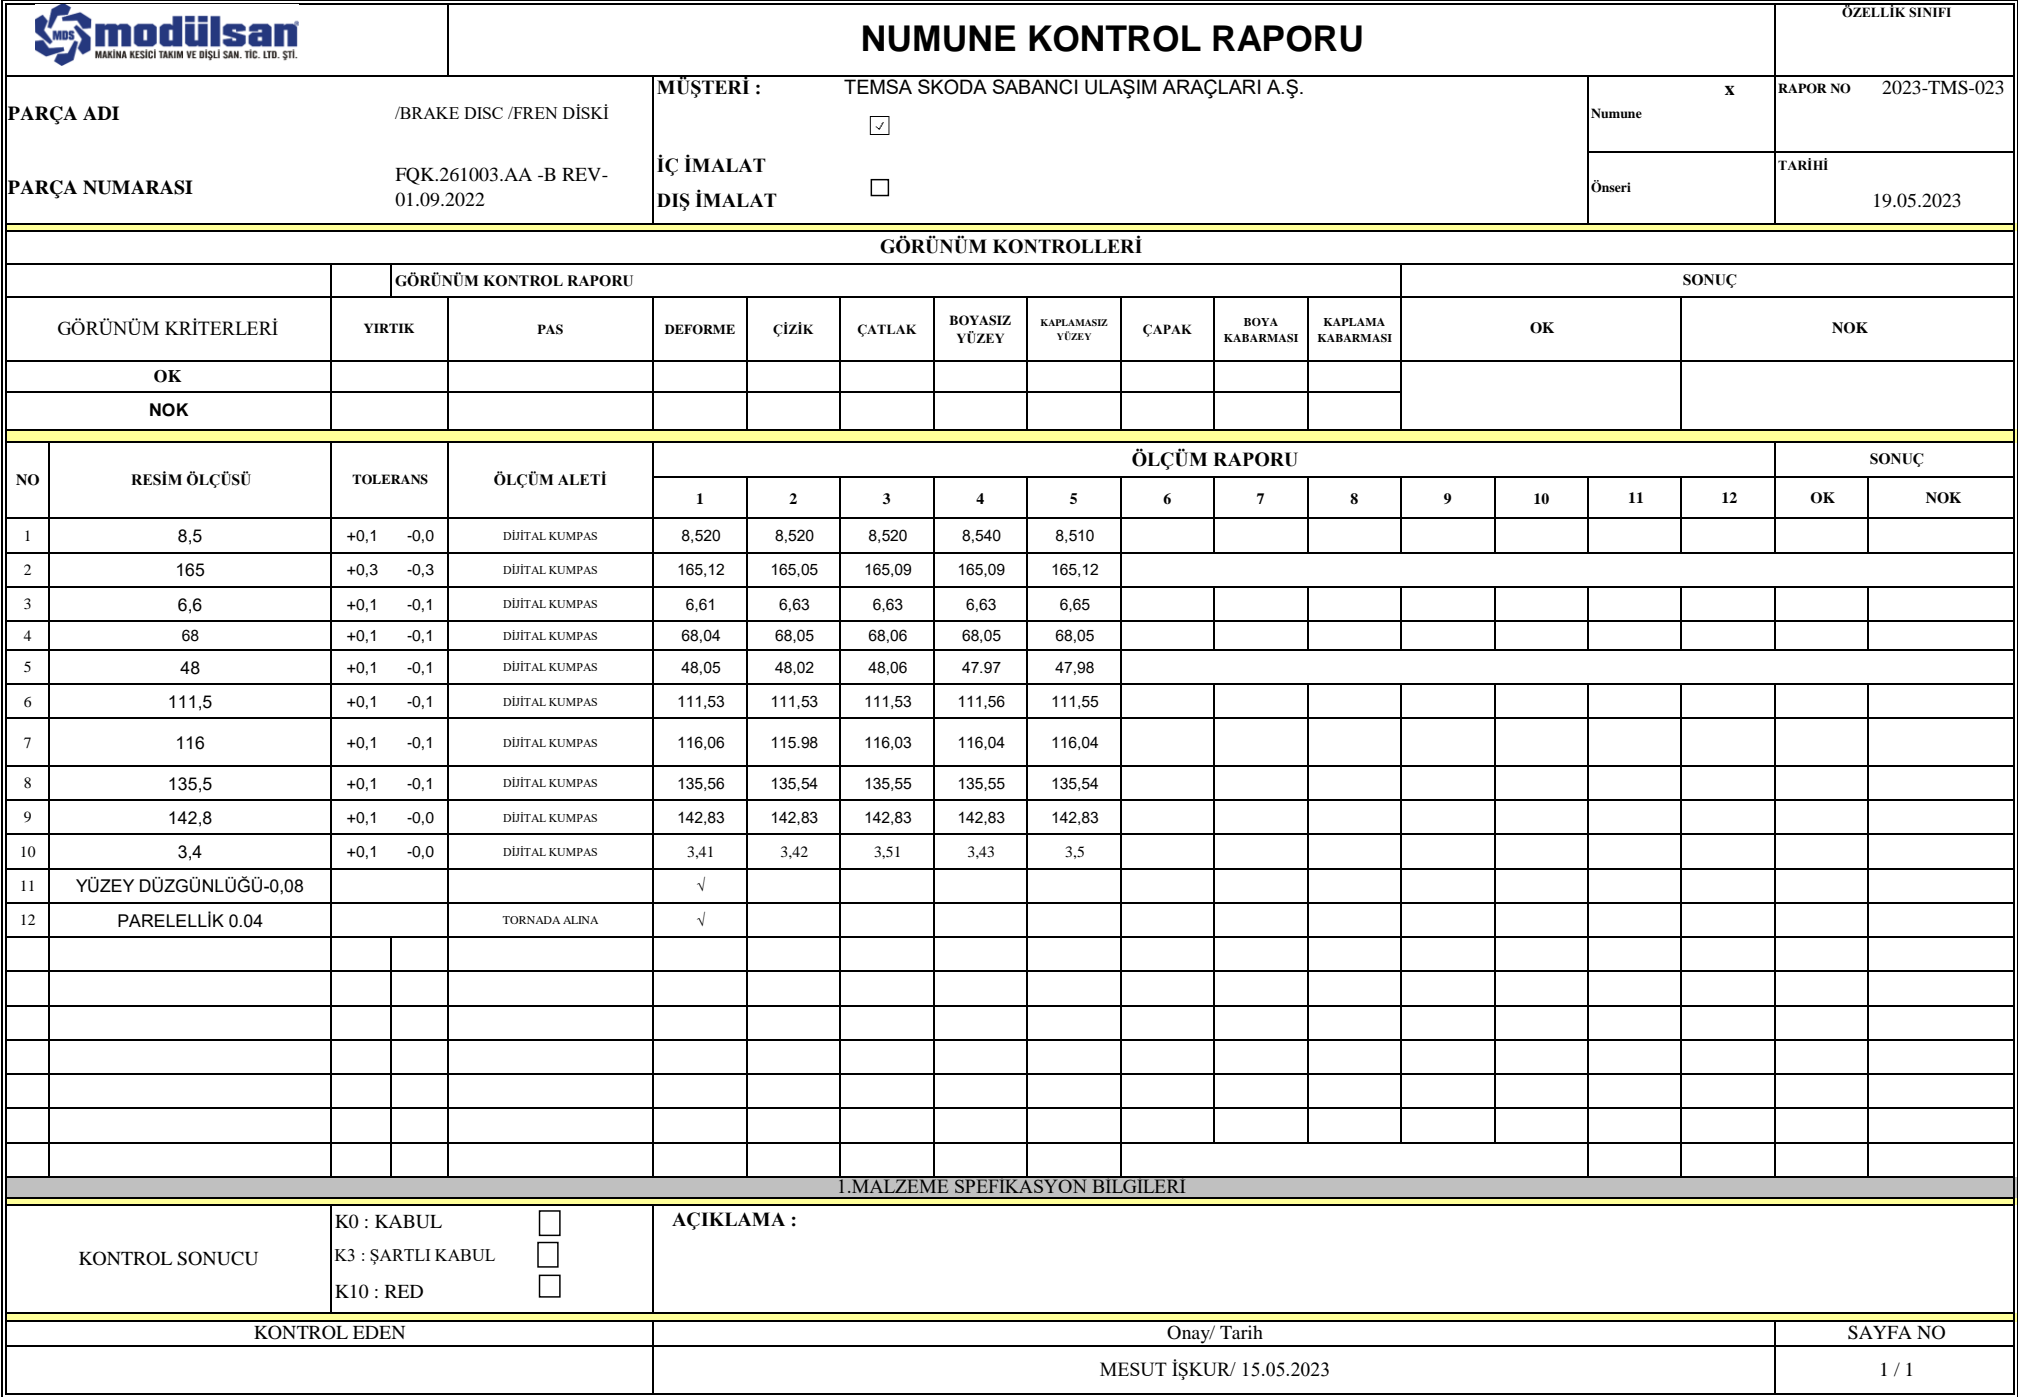 MDS modülsan
MAKİNA KESİCİ TAKIM VE DİŞLİ SAN. TİC. LTD. ŞTİ.
NUMUNE KONTROL RAPORU
ÖZELLİK SINIFI
PARÇA ADI /BRAKE DISC /FREN DİSKİ
PARÇA NUMARASI FQK.261003.AA -B REV-
01.09.2022
MÜŞTERİ : TEMSA SKODA SABANCI ULAŞIM ARAÇLARI A.Ş.
İÇ İMALAT ✓
DIŞ İMALAT
Numune x
Önseri
RAPOR NO 2023-TMS-023
TARİHİ
19.05.2023
GÖRÜNÜM KONTROLLERİ
GÖRÜNÜM KONTROL RAPORU SONUÇ
GÖRÜNÜM KRİTERLERİ YIRTIK PAS DEFORME ÇİZİK ÇATLAK BOYASIZ YÜZEY KAPLAMASIZ YÜZEY ÇAPAK BOYA KABARMASI KAPLAMA KABARMASI OK NOK
OK
NOK
NO RESİM ÖLÇÜSÜ TOLERANS ÖLÇÜM ALETİ ÖLÇÜM RAPORU SONUÇ
1 2 3 4 5 6 7 8 9 10 11 12 OK NOK
1 8,5 +0,1 -0,0 DİJİTAL KUMPAS 8,520 8,520 8,520 8,540 8,510
2 165 +0,3 -0,3 DİJİTAL KUMPAS 165,12 165,05 165,09 165,09 165,12
3 6,6 +0,1 -0,1 DİJİTAL KUMPAS 6,61 6,63 6,63 6,63 6,65
4 68 +0,1 -0,1 DİJİTAL KUMPAS 68,04 68,05 68,06 68,05 68,05
5 48 +0,1 -0,1 DİJİTAL KUMPAS 48,05 48,02 48,06 47.97 47,98
6 111,5 +0,1 -0,1 DİJİTAL KUMPAS 111,53 111,53 111,53 111,56 111,55
7 116 +0,1 -0,1 DİJİTAL KUMPAS 116,06 115.98 116,03 116,04 116,04
8 135,5 +0,1 -0,1 DİJİTAL KUMPAS 135,56 135,54 135,55 135,55 135,54
9 142,8 +0,1 -0,0 DİJİTAL KUMPAS 142,83 142,83 142,83 142,83 142,83
10 3,4 +0,1 -0,0 DİJİTAL KUMPAS 3,41 3,42 3,51 3,43 3,5
11 YÜZEY DÜZGÜNLÜĞÜ-0,08 √
12 PARELELLİK 0.04 TORNADA ALINA √
1.MALZEME SPEFİKASYON BİLGİLERİ
KONTROL SONUCU
K0 : KABUL
K3 : ŞARTLI KABUL
K10 : RED
AÇIKLAMA :
KONTROL EDEN Onay/ Tarih SAYFA NO
MESUT İŞKUR/ 15.05.2023 1 / 1